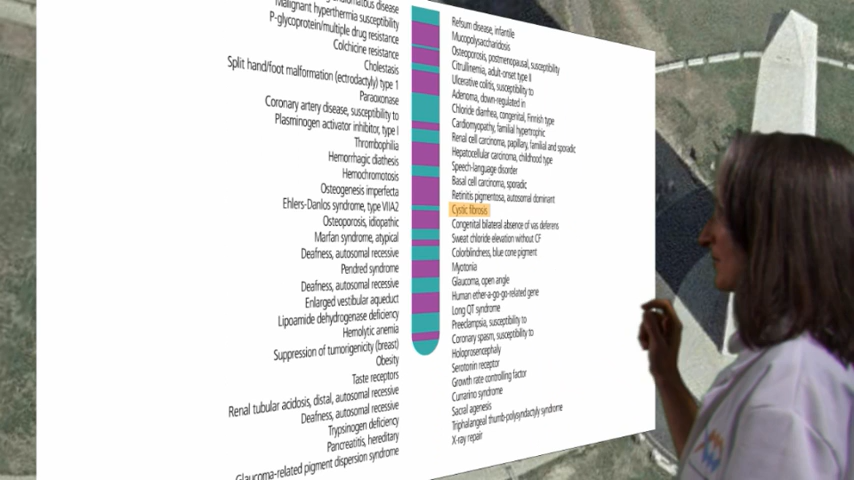 Malignant hyperthermia susceptibility
P-glycoprotein/multiple drug resistance
Colchicine resistance
Cholestasis
Split hand/foot malformation (ectrodactyly) type 1
Paraoxonase
Coronary artery disease, susceptibility to
Plasminogen activator inhibitor, type I
Thrombophilia
Hemorrhagic diathesis
Hemochromotosis
Osteogenesis imperfecta
Ehlers-Danlos syndrome, type VIIA2
Osteoporosis, idiopathic
Marfan syndrome, atypical
Deafness, autosomal recessive
Pendred syndrome
Deafness, autosomal recessive
Enlarged vestibular aqueduct
Lipoamide dehydrogenase deficiency
Hemolytic anemia
Suppression of tumorigenicity (breast)
Obesity
Taste receptors
Renal tubular acidosis, distal, autosomal recessive
Deafness, autosomal recessive
Trypsinogen deficiency
Pancreatitis, hereditary
Glaucoma-related pigment dispersion syndrome
Refsum disease, infantile
Mucopolysaccharidosis
Osteoporosis, postmenopausal, susceptibility
Citrullinemia, adult-onset type II
Ulcerative colitis, susceptibility to
Adenoma, down-regulated in
Chloride diarrhea, congenital, Finnish type
Cardiomyopathy, familial hypertrophic
Renal cell carcinoma, papillary, familial and sporadic
Hepatocellular carcinoma, childhood type
Speech-language disorder
Basal cell carcinoma, sporadic
Retinitis pigmentosa, autosomal dominant
Cystic fibrosis
Congenital bilateral absence of vas deferens
Sweat chloride elevation without CF
Colorblindness, blue cone pigment
Myotonia
Glaucoma, open angle
Human ether-a-go-go-related gene
Long QT syndrome
Preeclampsia, susceptibility to
Coronary spasm, susceptibility to
Holoprosencephaly
Serotonin receptor
Growth rate controlling factor
Currarino syndrome
Sacral agenesis
Triphalangeal thumb-polysyndactyly syndrome
X-ray repair